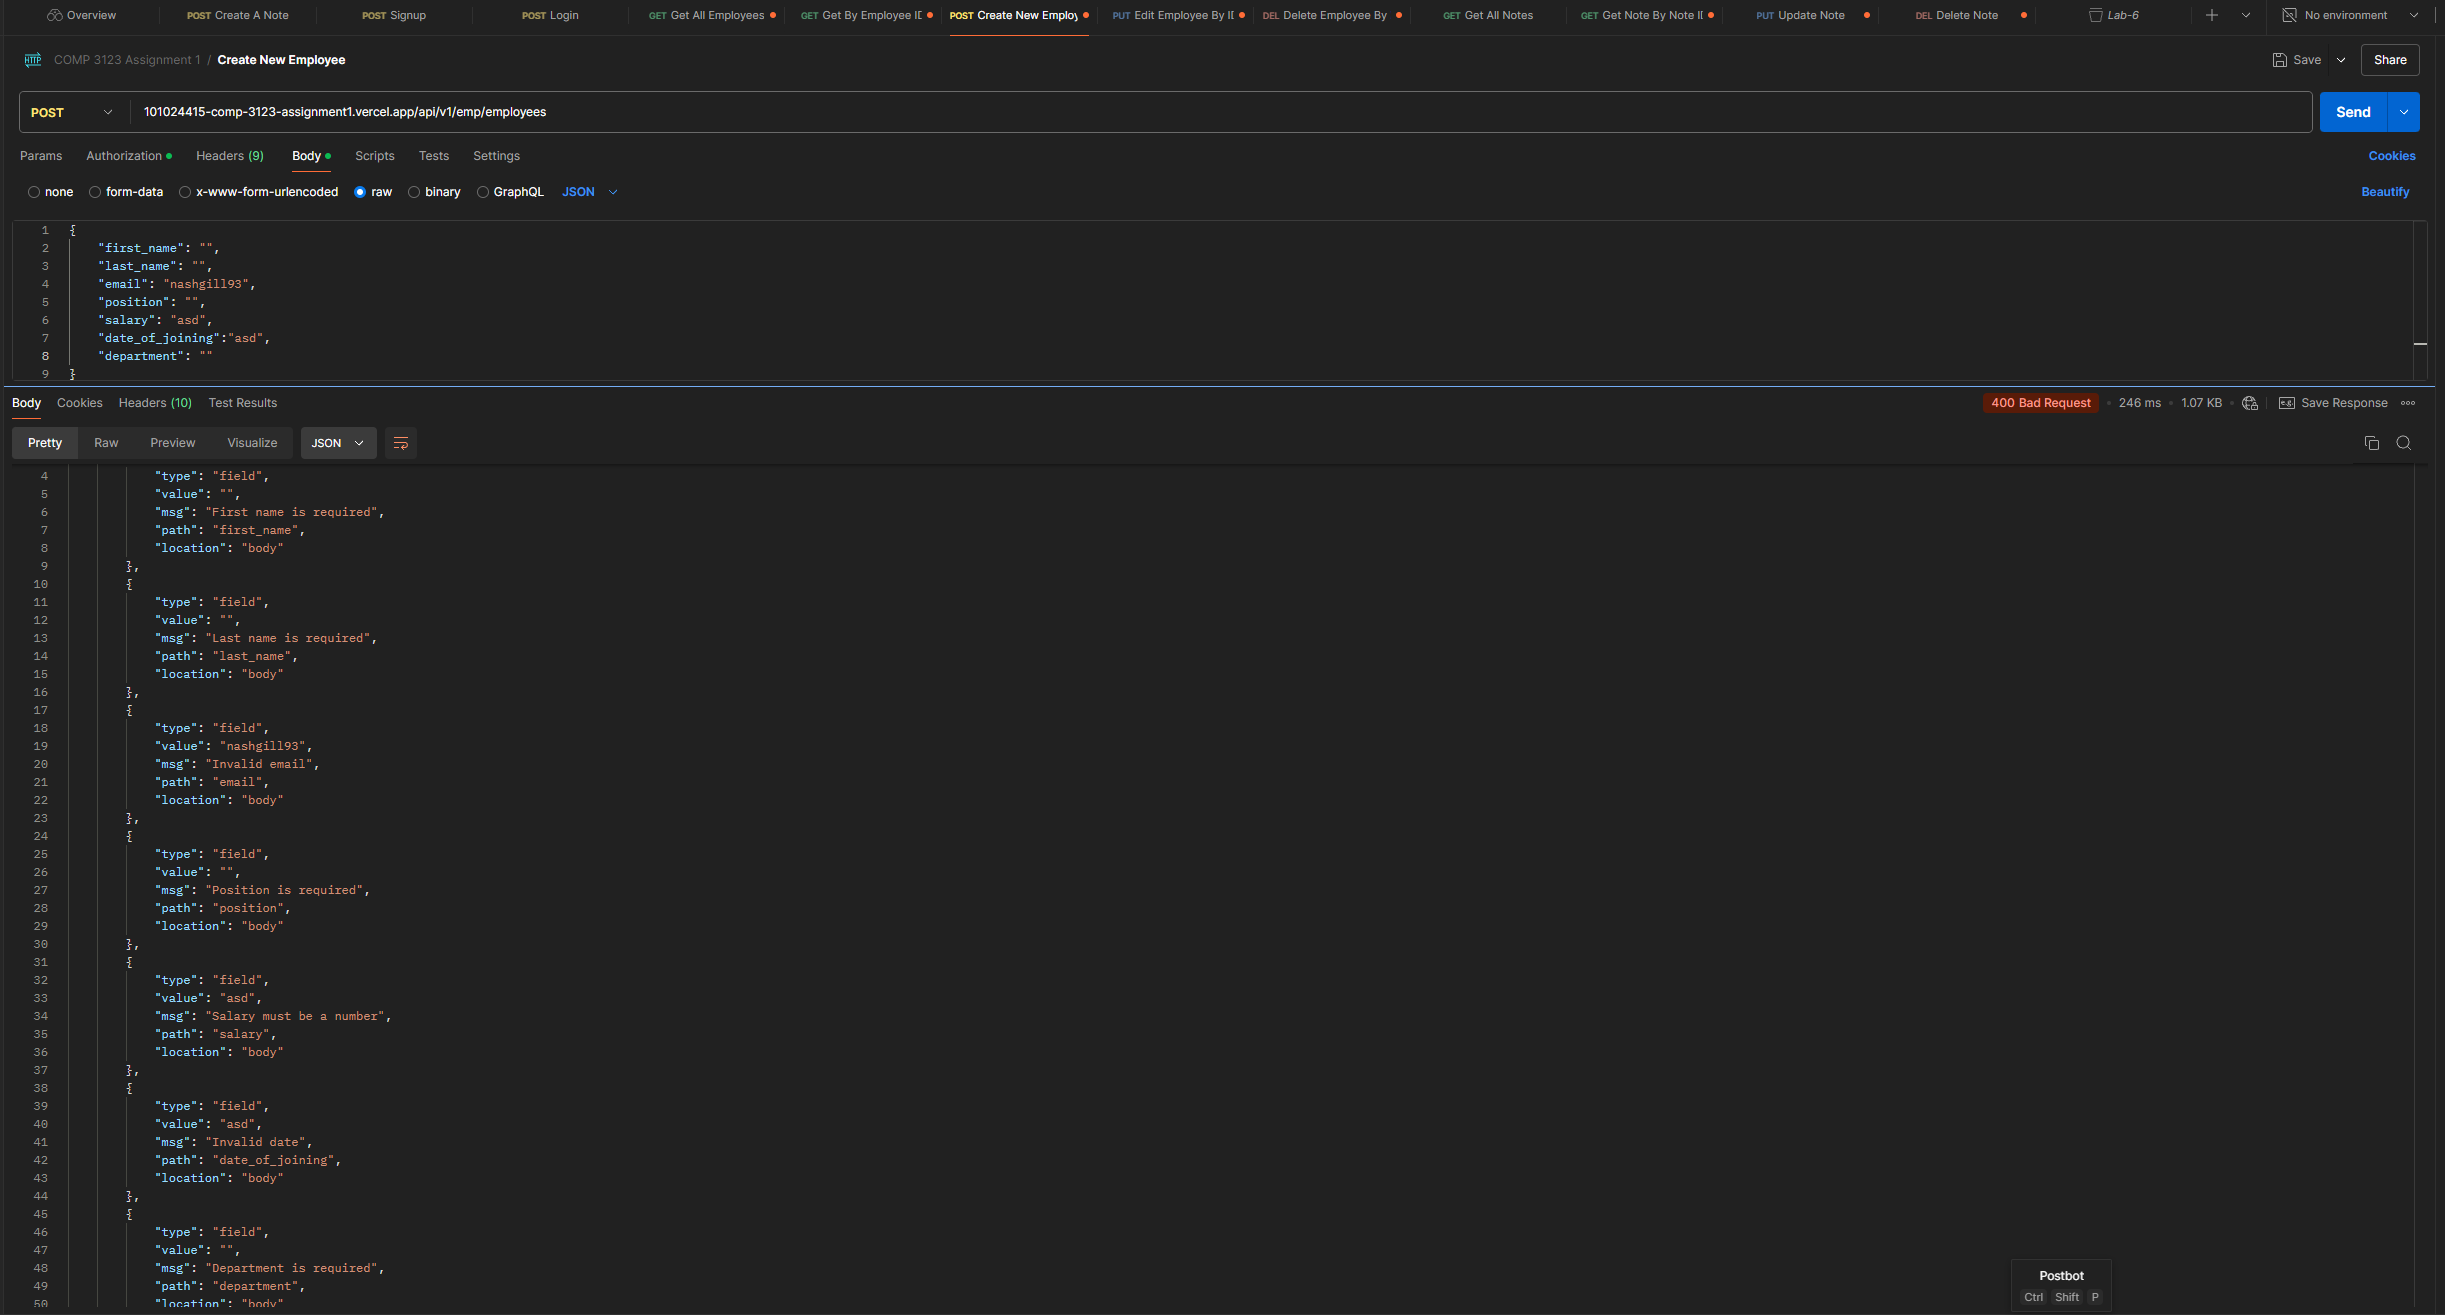 Overview POST Create A Note POST Signup POST Login GET Get All Employees GET Get By Employee ID POST Create New Employ PUT Edit Employee By ID DEL Delete Employee By GET Get All Notes GET Get Note By Note ID PUT Update Note DEL Delete Note Lab-6 No environment
HTTP COMP 3123 Assignment 1 / Create New Employee Save Share
POST 101024415-comp-3123-assignment1.vercel.app/api/v1/emp/employees Send
Params Authorization Headers (9) Body Scripts Tests Settings Cookies
none form-data x-www-form-urlencoded raw binary GraphQL JSON Beautify
1 {
2 "first_name": "",
3 "last_name": "",
4 "email": "nashgill93",
5 "position": "",
6 "salary": "asd",
7 "date_of_joining":"asd",
8 "department": ""
9 }
Body Cookies Headers (10) Test Results 400 Bad Request 246 ms 1.07 KB e.g. Save Response
Pretty Raw Preview Visualize JSON
4 "type": "field",
5 "value": "",
6 "msg": "First name is required",
7 "path": "first_name",
8 "location": "body"
9 },
10 {
11 "type": "field",
12 "value": "",
13 "msg": "Last name is required",
14 "path": "last_name",
15 "location": "body"
16 },
17 {
18 "type": "field",
19 "value": "nashgill93",
20 "msg": "Invalid email",
21 "path": "email",
22 "location": "body"
23 },
24 {
25 "type": "field",
26 "value": "",
27 "msg": "Position is required",
28 "path": "position",
29 "location": "body"
30 },
31 {
32 "type": "field",
33 "value": "asd",
34 "msg": "Salary must be a number",
35 "path": "salary",
36 "location": "body"
37 },
38 {
39 "type": "field",
40 "value": "asd",
41 "msg": "Invalid date",
42 "path": "date_of_joining",
43 "location": "body"
44 },
45 {
46 "type": "field",
47 "value": "",
48 "msg": "Department is required",
49 "path": "department",
50 "location": "body"
Postbot
Ctrl Shift P